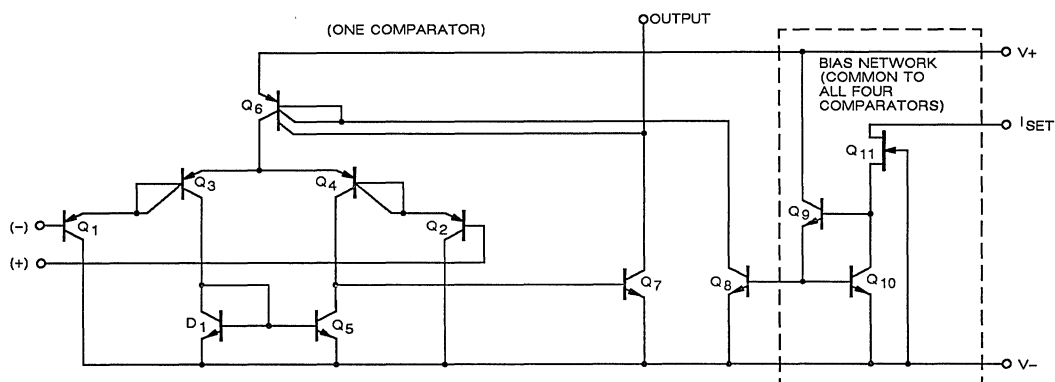 OUTPUT
(ONE COMPARATOR)
V+
BIAS NETWORK
(COMMON TO
ALL FOUR
COMPARATORS)
Q6
ISET
Q11
Q3
Q4
Q9
(-)
Q1
Q2
(+)
Q7
Q8
Q10
D1
Q5
V-